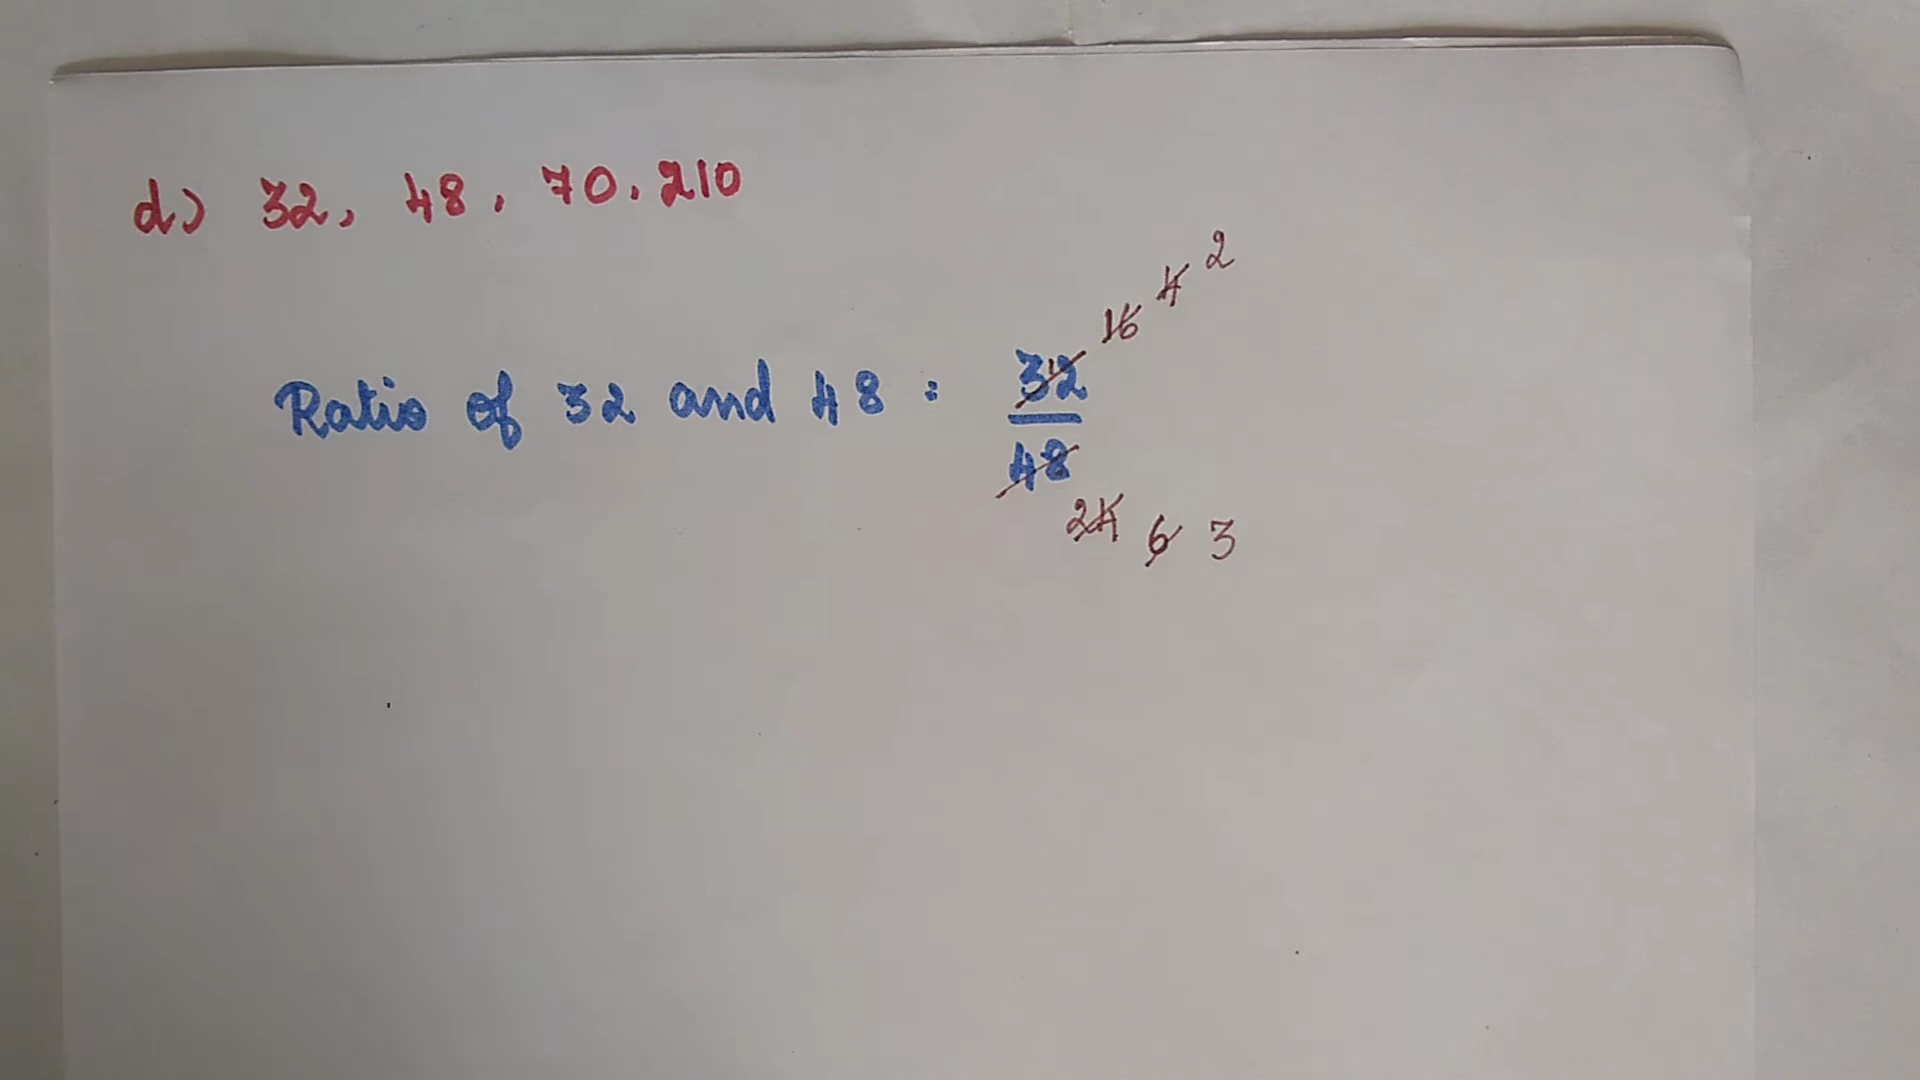 d) 32, 48, 70, 210
2
4
16
Ratio of 32 and 48 = 32
48
24 6 3